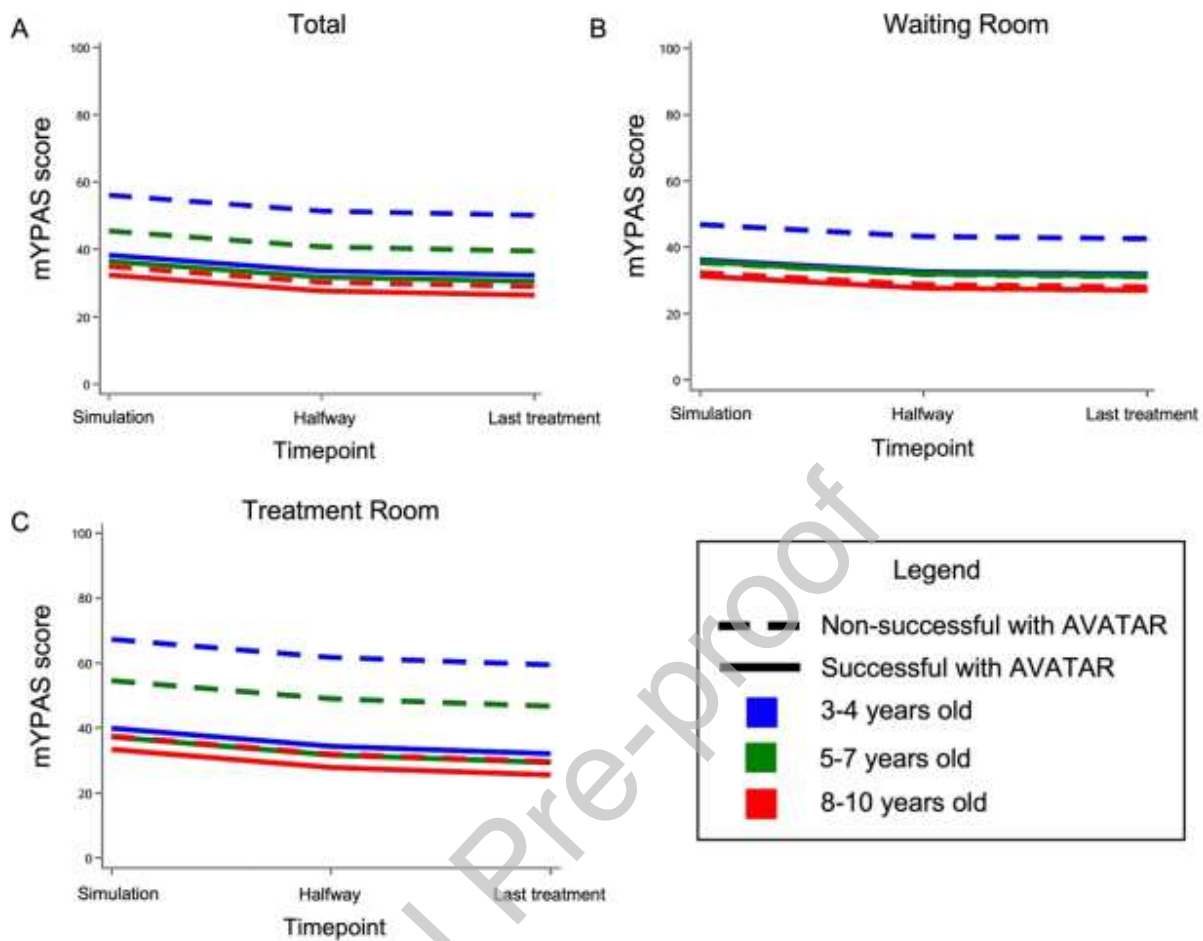 A
Total
100
80
60
40
20
0
mYPAS score
Simulation
Halfway
Last treatment
Timepoint
B
Waiting Room
100
80
60
40
20
0
mYPAS score
Simulation
Halfway
Last treatment
Timepoint
C
Treatment Room
100
80
60
40
20
0
mYPAS score
Simulation
Halfway
Last treatment
Timepoint
Legend
Non-successful with AVATAR
Successful with AVATAR
3-4 years old
5-7 years old
8-10 years old
Pre-proof